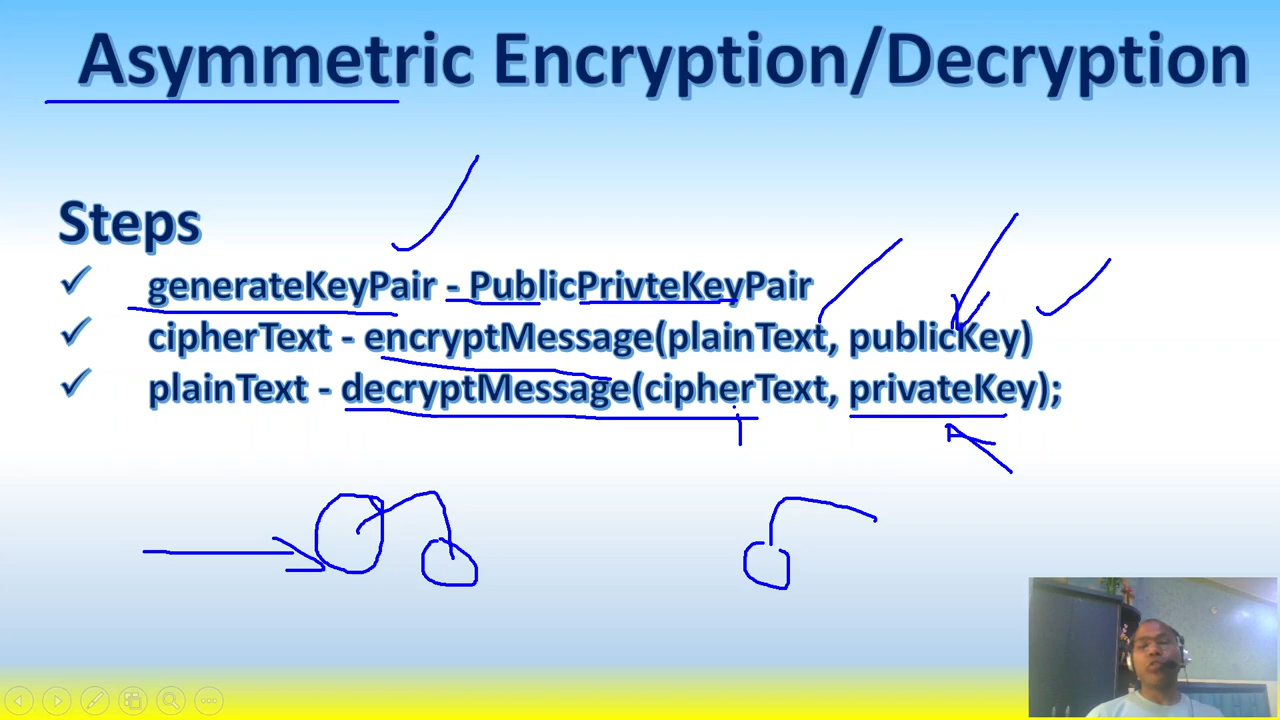 Asymmetric Encryption/Decryption
Steps
✓ generateKeyPair - PublicPrivteKeyPair
✓ cipherText - encryptMessage(plainText, publicKey)
✓ plainText - decryptMessage(cipherText, privateKey);